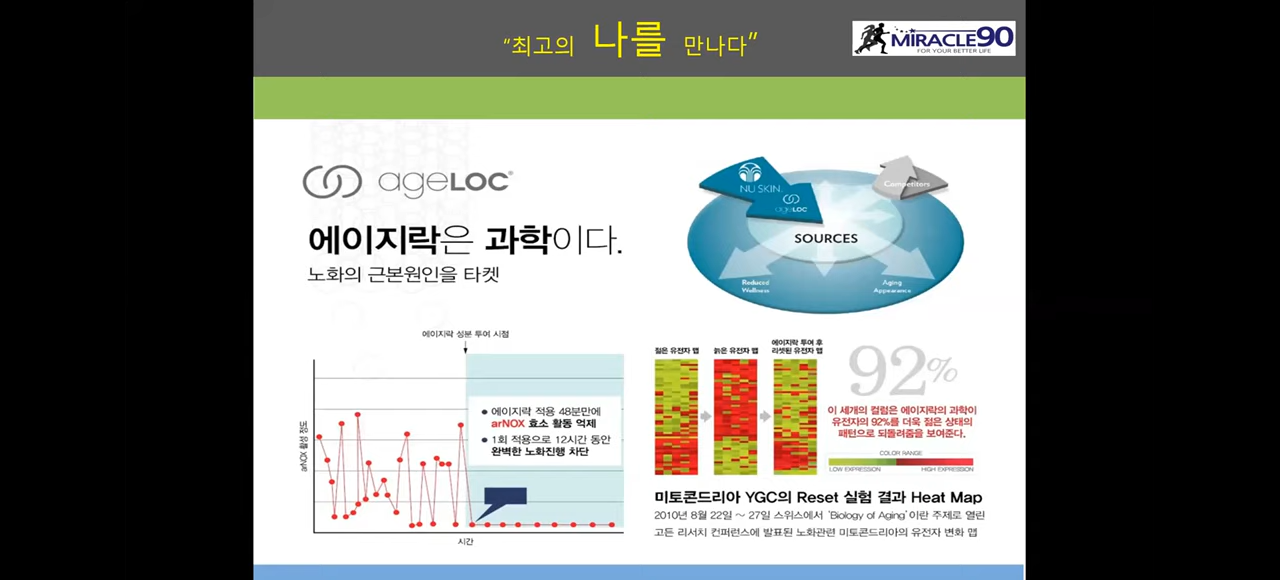 “최고의 나를 만나다”
MIRACLE90
FOR YOUR BETTER LIFE
ageLOC®
에이지락은 과학이다.
노화의 근본원인을 타켓
NU SKIN
ageLOC
Competitors
SOURCES
Reduced
Wellness
Aging
Appearance
에이지락 성분 투여 시점
● 에이지락 적용 48분만에
arNOX 효소 활동 억제
● 1회 적용으로 12시간 동안
완벽한 노화진행 차단
arNOX 활성 정도
시간
젊은 유전자 맵
늙은 유전자 맵
에이지락 투여 후
리셋된 유전자 맵
92%
이 세개의 컬럼은 에이지락의 과학이
유전자의 92%를 더욱 젊은 상태의
패턴으로 되돌려줌을 보여준다.
COLOR RANGE
LOW EXPRESSION
HIGH EXPRESSION
미토콘드리아 YGC의 Reset 실험 결과 Heat Map
2010년 8월 22일 ~ 27일 스위스에서 'Biology of Aging'이란 주제로 열린
고든 리서치 컨퍼런스에 발표된 노화관련 미토콘드리아의 유전자 변화 맵